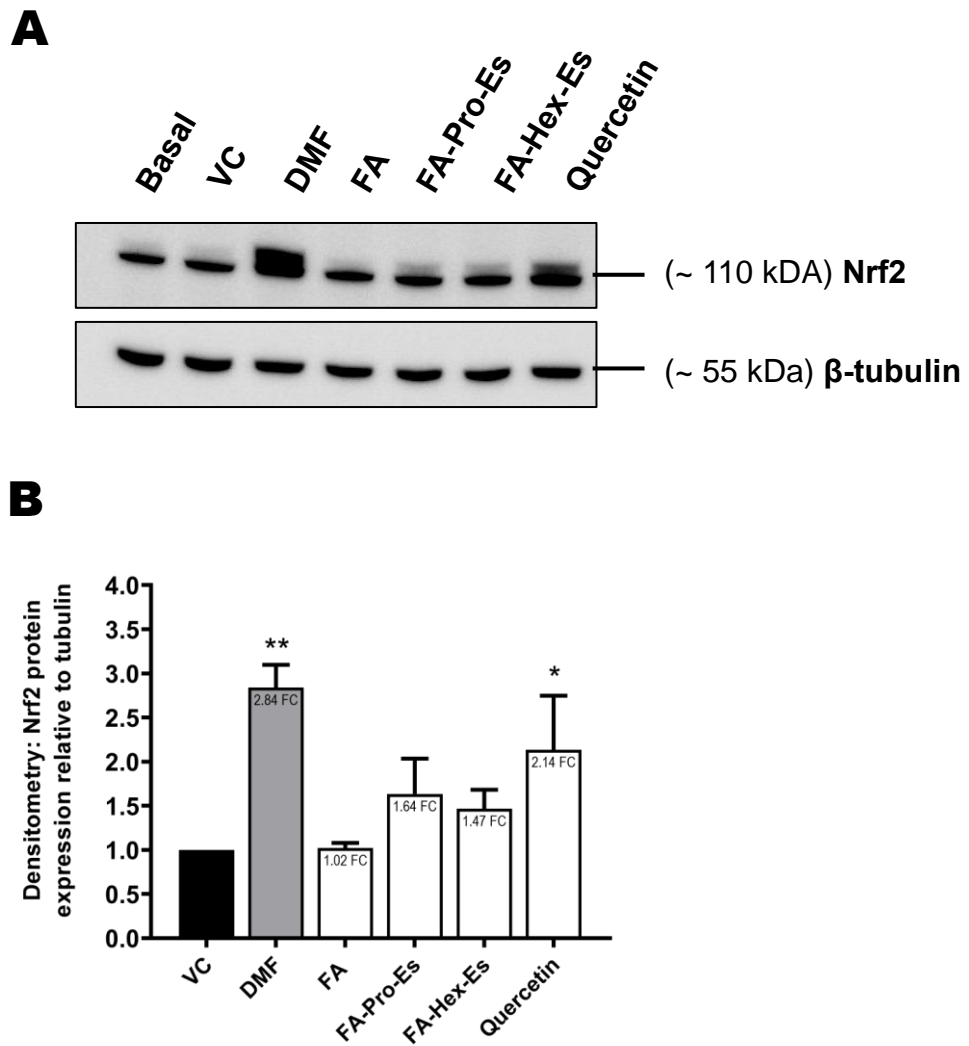 A
Basal VC DMF FA FA-Pro-Es FA-Hex-Es Quercetin
(~ 110 kDA) Nrf2
(~ 55 kDa) β-tubulin
B
Densitometry: Nrf2 protein
expression relative to tubulin
4.0
3.5
3.0
2.5
2.0
1.5
1.0
0.5
0.0
** *
2.84 FC 1.02 FC 1.64 FC 1.47 FC 2.14 FC
VC DMF FA FA-Pro-Es FA-Hex-Es Quercetin